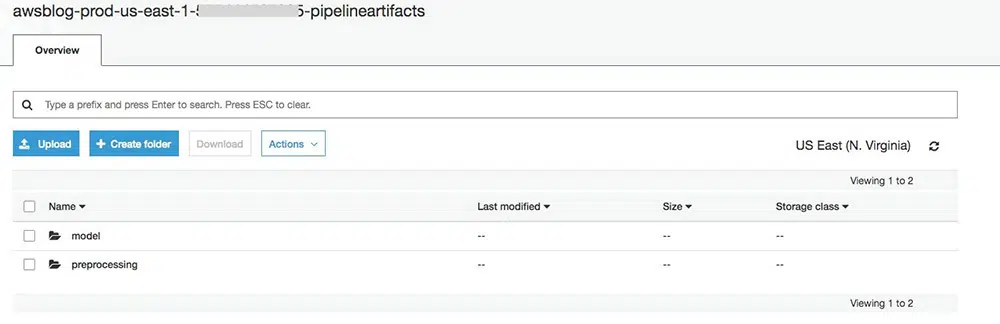 awsblog-prod-us-east-1- 5-pipelineartifacts
Overview
Type a prefix and press Enter to search. Press ESC to clear.
Upload Create folder Download Actions US East (N. Virginia)
Viewing 1 to 2
Name Last modified Size Storage class
model -- -- --
preprocessing -- -- --
Viewing 1 to 2